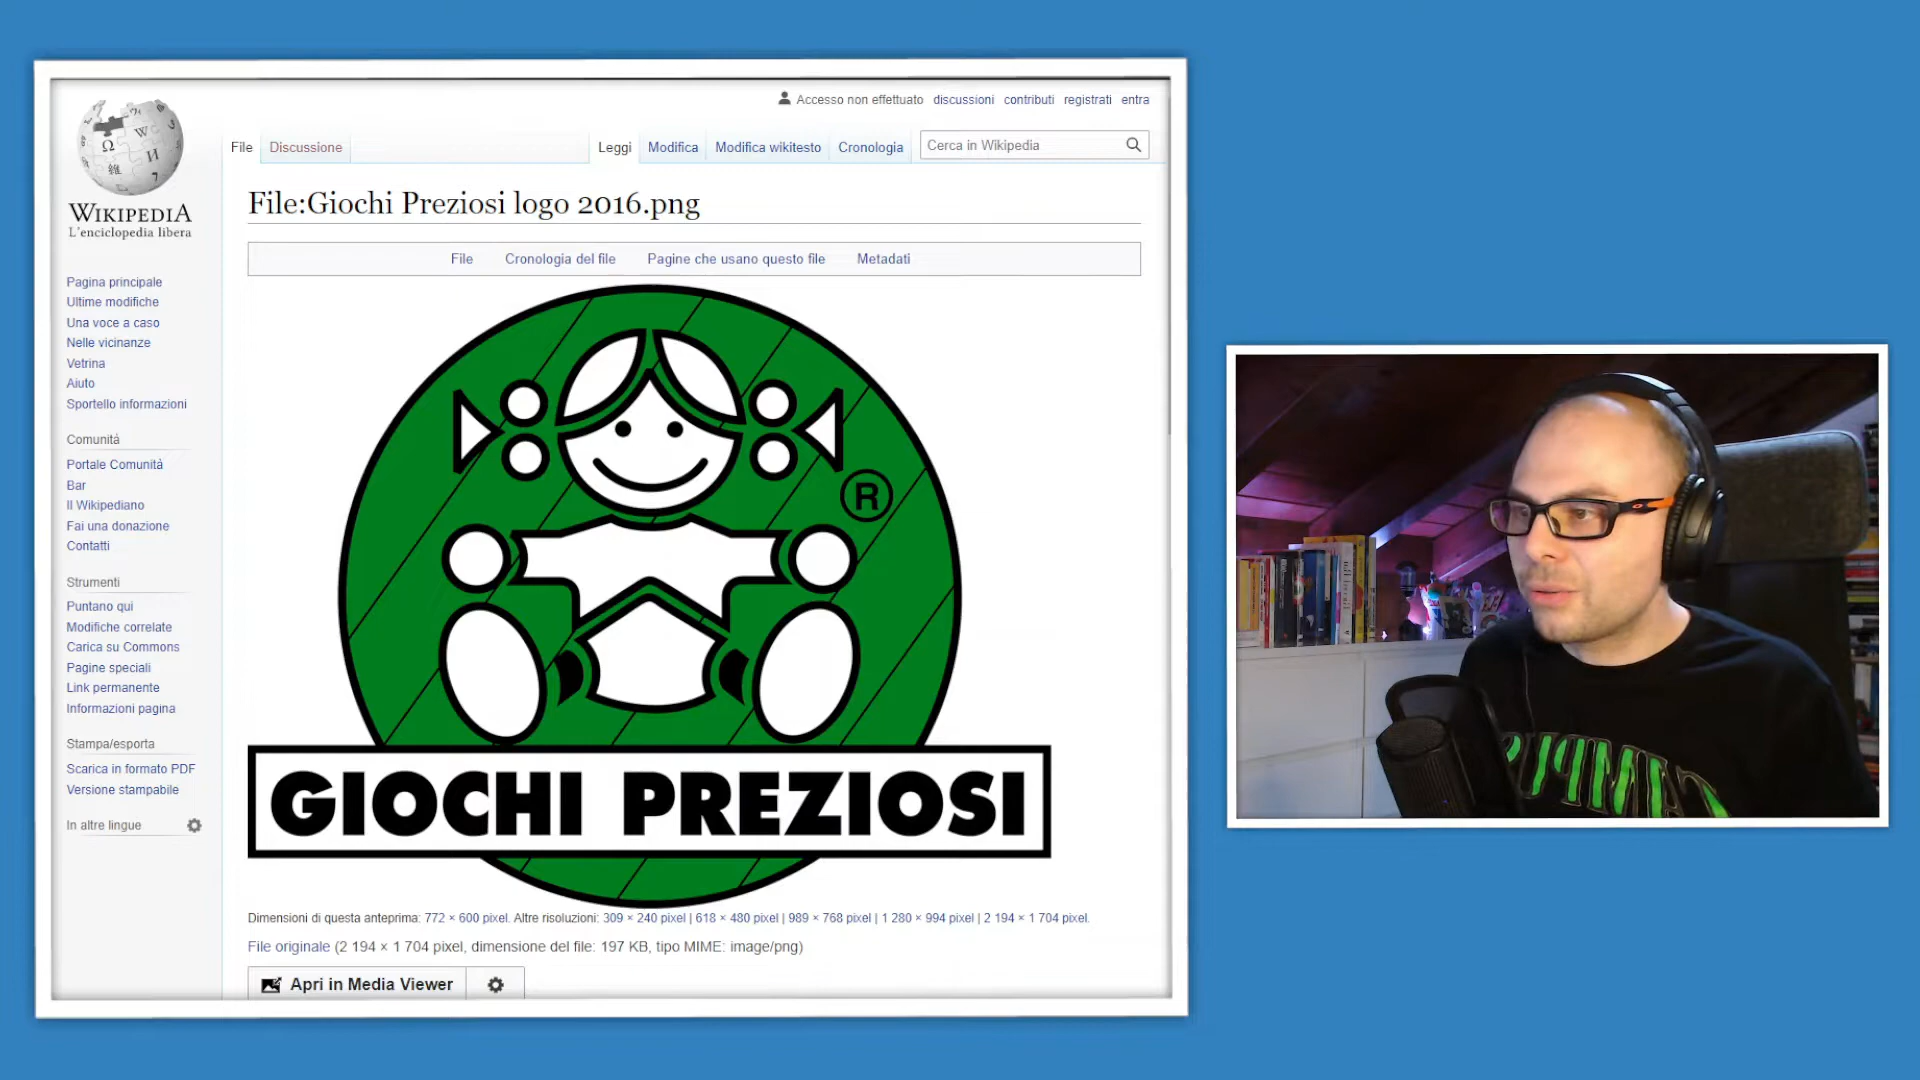 Accesso non effettuato discussioni contributi registrati entra
File Discussione Leggi Modifica Modifica wikitesto Cronologia Cerca in Wikipedia
WIKIPEDIA
L'enciclopedia libera
File:Giochi Preziosi logo 2016.png
File Cronologia del file Pagine che usano questo file Metadati
Pagina principale
Ultime modifiche
Una voce a caso
Nelle vicinanze
Vetrina
Aiuto
Sportello informazioni
Comunità
Portale Comunità
Bar
Il Wikipediano
Fai una donazione
Contatti
Strumenti
Puntano qui
Modifiche correlate
Carica su Commons
Pagine speciali
Link permanente
Informazioni pagina
Stampa/esporta
Scarica in formato PDF
Versione stampabile
In altre lingue
®
GIOCHI PREZIOSI
Dimensioni di questa anteprima: 772 × 600 pixel. Altre risoluzioni: 309 × 240 pixel | 618 × 480 pixel | 989 × 768 pixel | 1 280 × 994 pixel | 2 194 × 1 704 pixel.
File originale (2 194 × 1 704 pixel, dimensione del file: 197 KB, tipo MIME: image/png)
Apri in Media Viewer